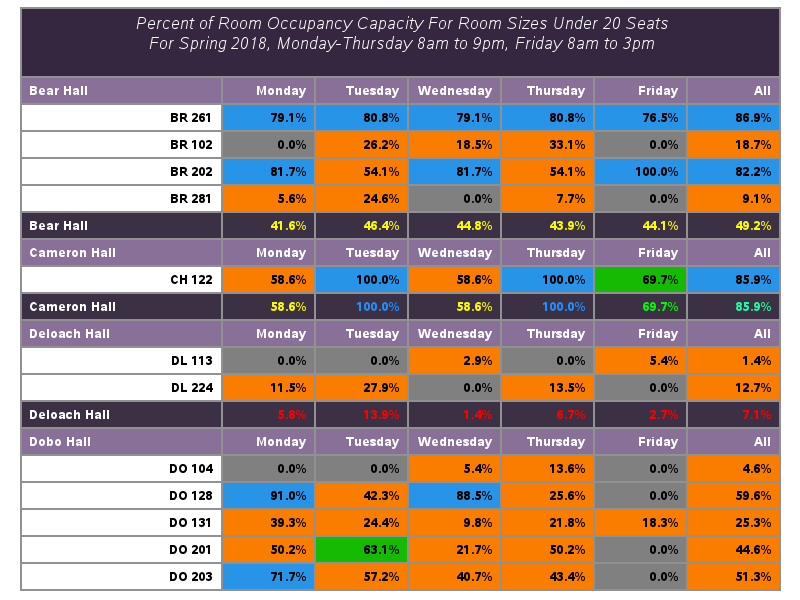 Percent of Room Occupancy Capacity For Room Sizes Under 20 Seats
For Spring 2018, Monday-Thursday 8am to 9pm, Friday 8am to 3pm
Bear Hall Monday Tuesday Wednesday Thursday Friday All
BR 261 79.1% 80.8% 79.1% 80.8% 76.5% 86.9%
BR 102 0.0% 26.2% 18.5% 33.1% 0.0% 18.7%
BR 202 81.7% 54.1% 81.7% 54.1% 100.0% 82.2%
BR 281 5.6% 24.6% 0.0% 7.7% 0.0% 9.1%
Bear Hall 41.6% 46.4% 44.8% 43.9% 44.1% 49.2%
Cameron Hall Monday Tuesday Wednesday Thursday Friday All
CH 122 58.6% 100.0% 58.6% 100.0% 69.7% 85.9%
Cameron Hall 58.6% 100.0% 58.6% 100.0% 69.7% 85.9%
Deloach Hall Monday Tuesday Wednesday Thursday Friday All
DL 113 0.0% 0.0% 2.9% 0.0% 5.4% 1.4%
DL 224 11.5% 27.9% 0.0% 13.5% 0.0% 12.7%
Deloach Hall 5.8% 13.9% 1.4% 6.7% 2.7% 7.1%
Dobo Hall Monday Tuesday Wednesday Thursday Friday All
DO 104 0.0% 0.0% 5.4% 13.6% 0.0% 4.6%
DO 128 91.0% 42.3% 88.5% 25.6% 0.0% 59.6%
DO 131 39.3% 24.4% 9.8% 21.8% 18.3% 25.3%
DO 201 50.2% 63.1% 21.7% 50.2% 0.0% 44.6%
DO 203 71.7% 57.2% 40.7% 43.4% 0.0% 51.3%